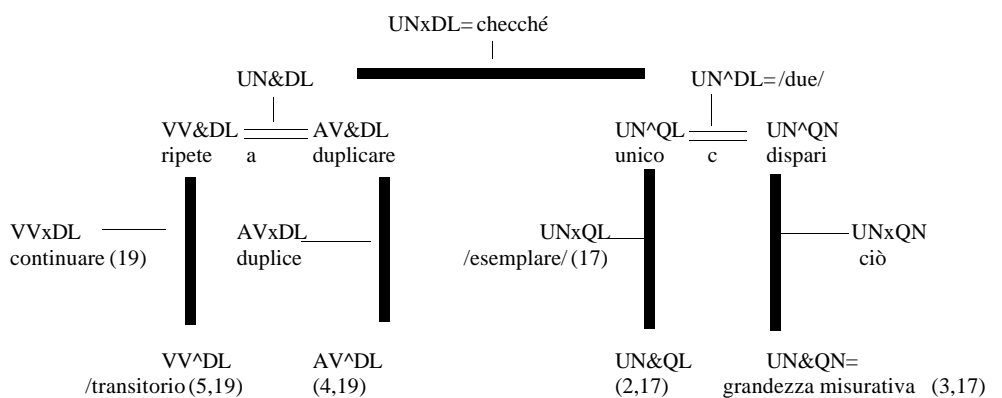 UNxDL= checché
UN&DL
UN^DL= /due/
VV&DL AV&DL UN^QL UN^QN
ripete a duplicare unico c dispari
VVxDL AVxDL UNxQL UNxQN
continuare (19) duplice /esemplare/ (17) ciò
VV^DL AV^DL UN&QL UN&QN=
/transitorio (5,19) (4,19) (2,17) grandezza misurativa (3,17)